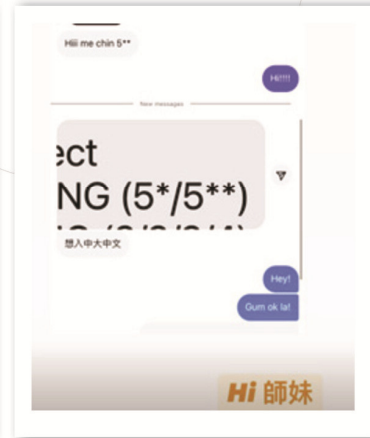 Hiii me chin 5**
Hi!!!!
New messages
ect
NG (5*/5**)
想入中大中文
Hey!
Gum ok la!
Hi 師妹